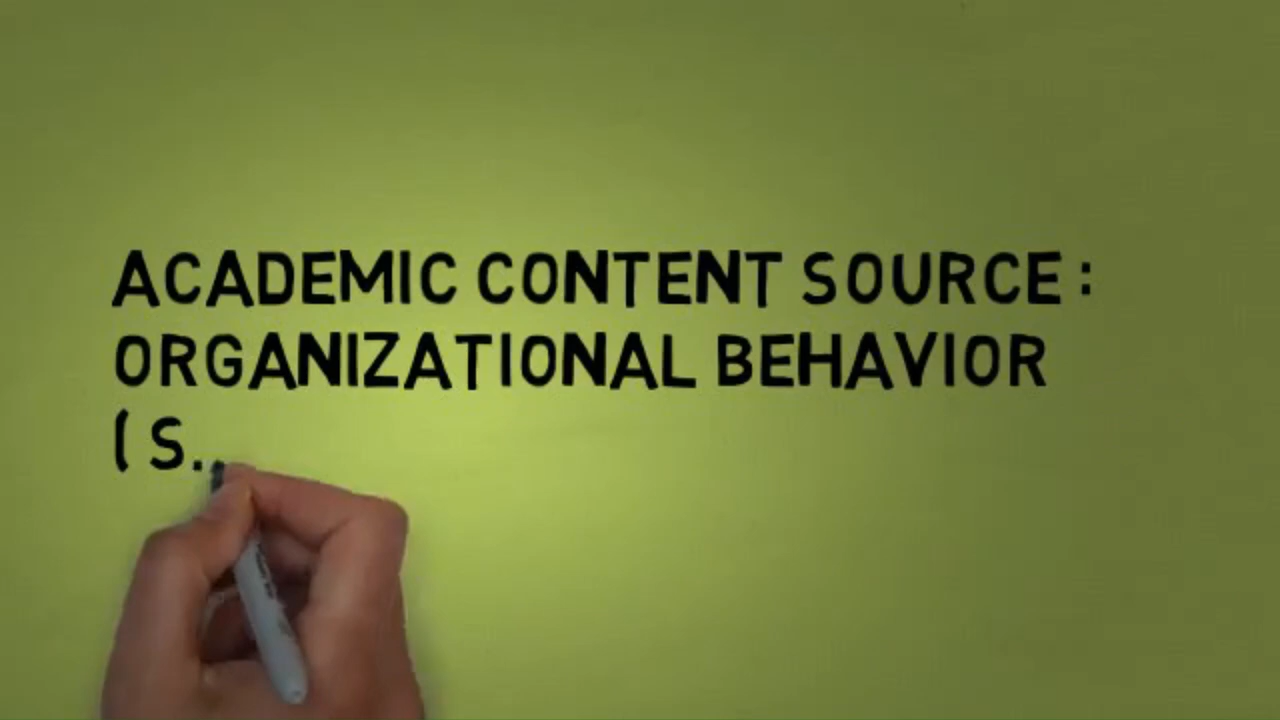 ACADEMIC CONTENT SOURCE :
ORGANIZATIONAL BEHAVIOR
( S.